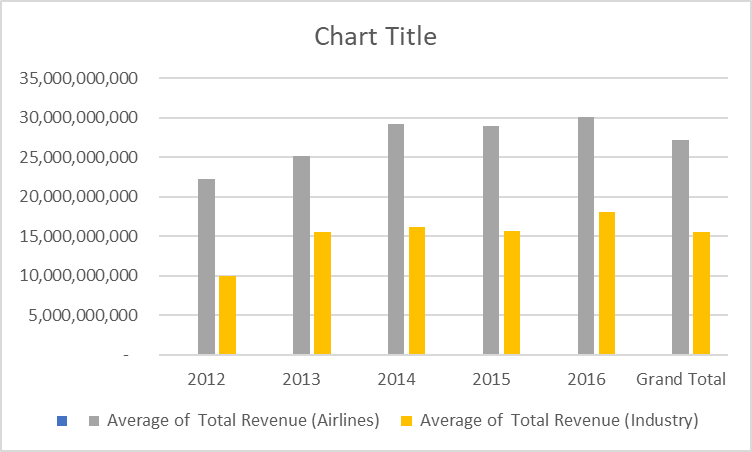 Chart Title
35,000,000,000
30,000,000,000
25,000,000,000
20,000,000,000
15,000,000,000
10,000,000,000
5,000,000,000
-
2012 2013 2014 2015 2016 Grand Total
Average of  Total Revenue (Airlines) Average of  Total Revenue (Industry)